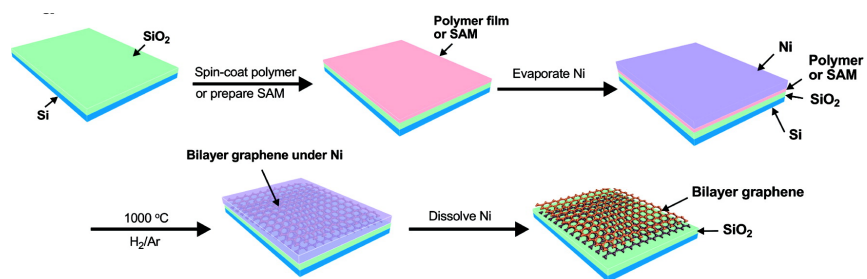 SiO₂
Si
Spin-coat polymer
or prepare SAM
Polymer film
or SAM
Evaporate Ni
Ni
Polymer
or SAM
SiO₂
Si
1000 ºC
H₂/Ar
Bilayer graphene under Ni
Dissolve Ni
Bilayer graphene
SiO₂